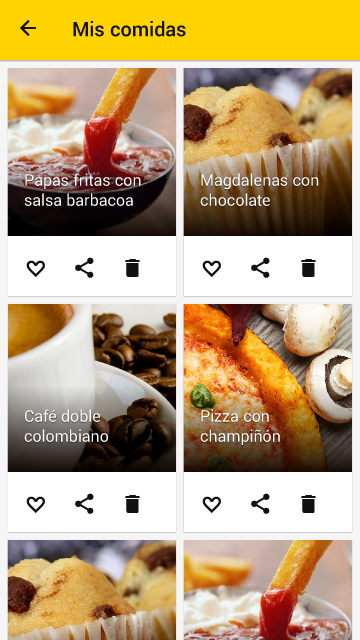 Mis comidas
Papas fritas con
salsa barbacoa
Magdalenas con
chocolate
Café doble
colombiano
Pizza con
champiñón